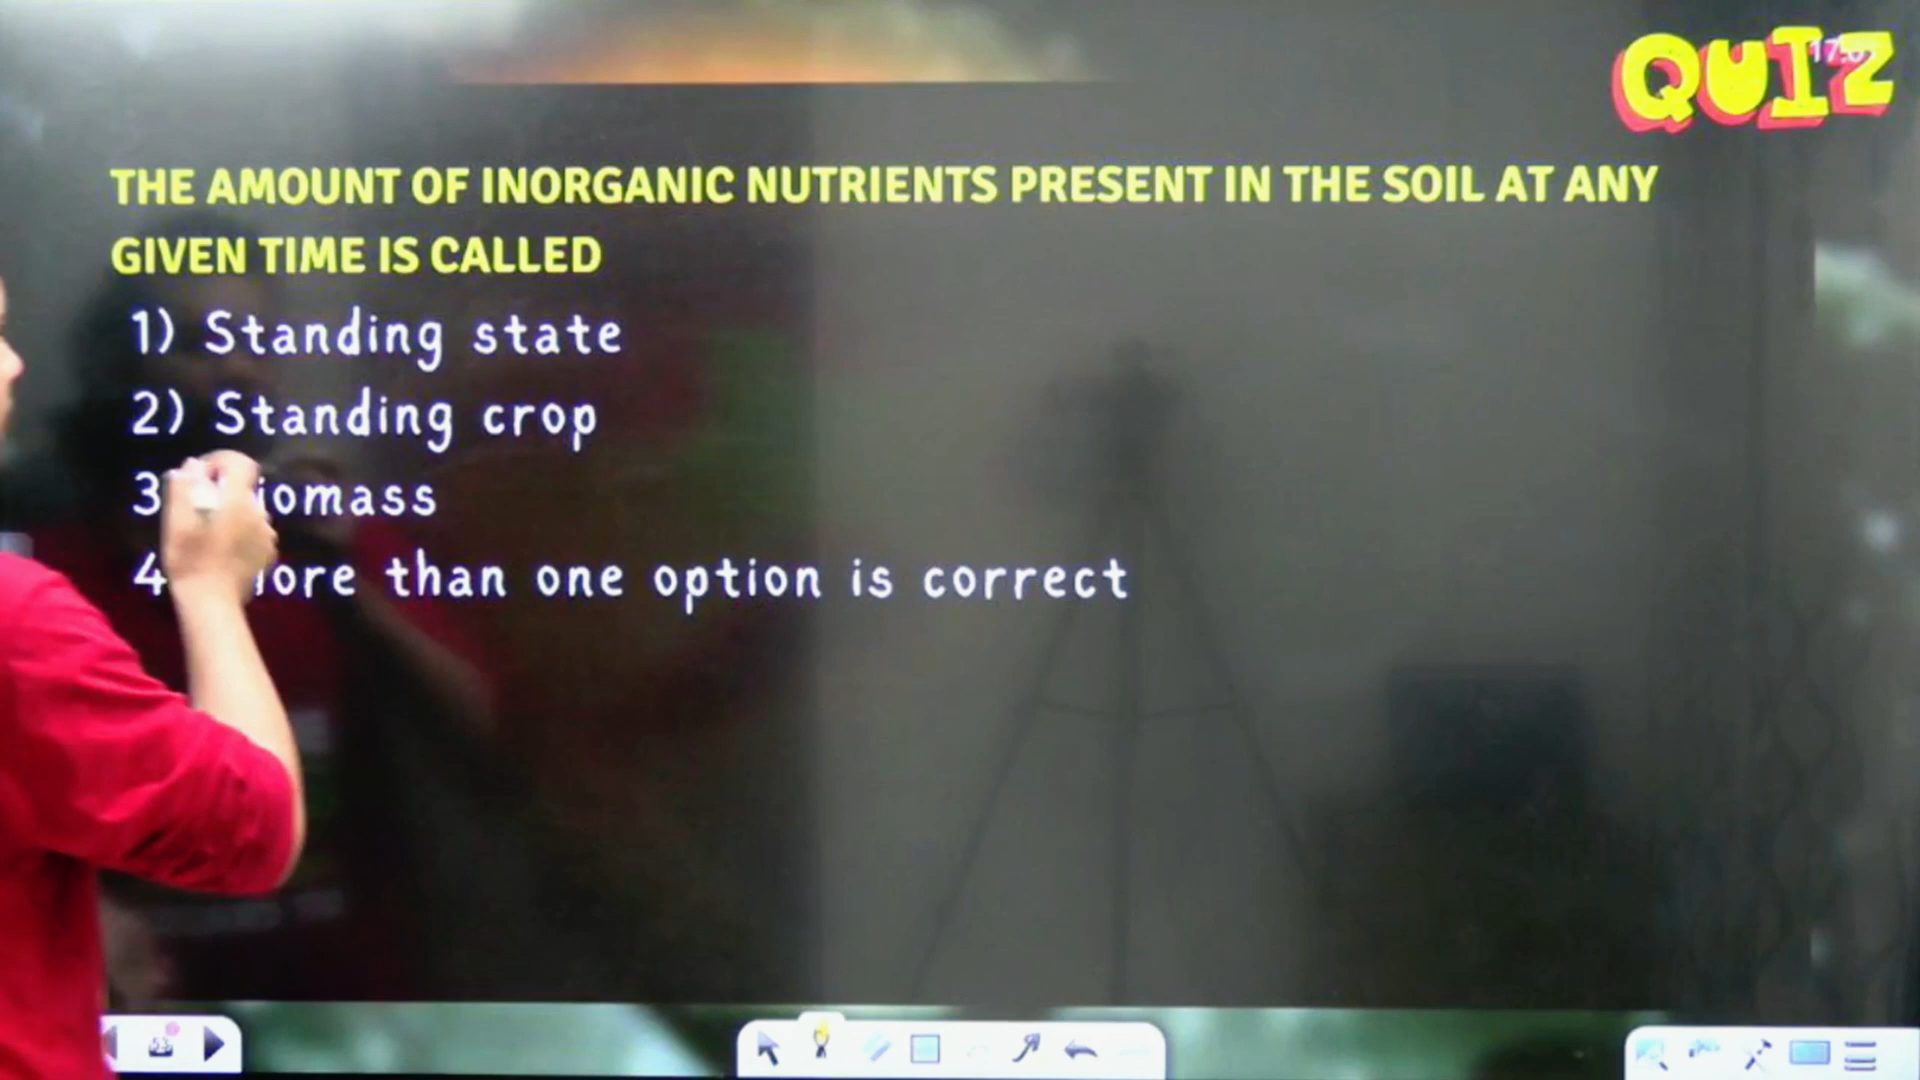 QUIZ
THE AMOUNT OF INORGANIC NUTRIENTS PRESENT IN THE SOIL AT ANY
GIVEN TIME IS CALLED
1) Standing state
2) Standing crop
3 iomass
4 ore than one option is correct